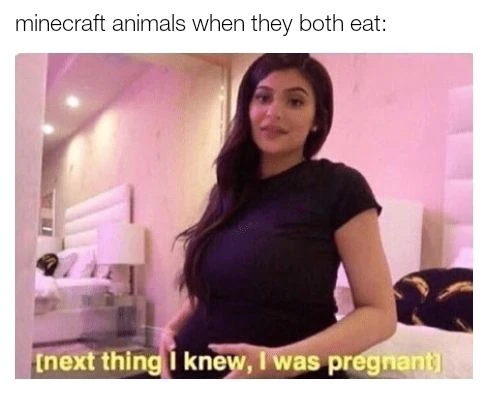 minecraft animals when they both eat:
[next thing I knew, I was pregnant]